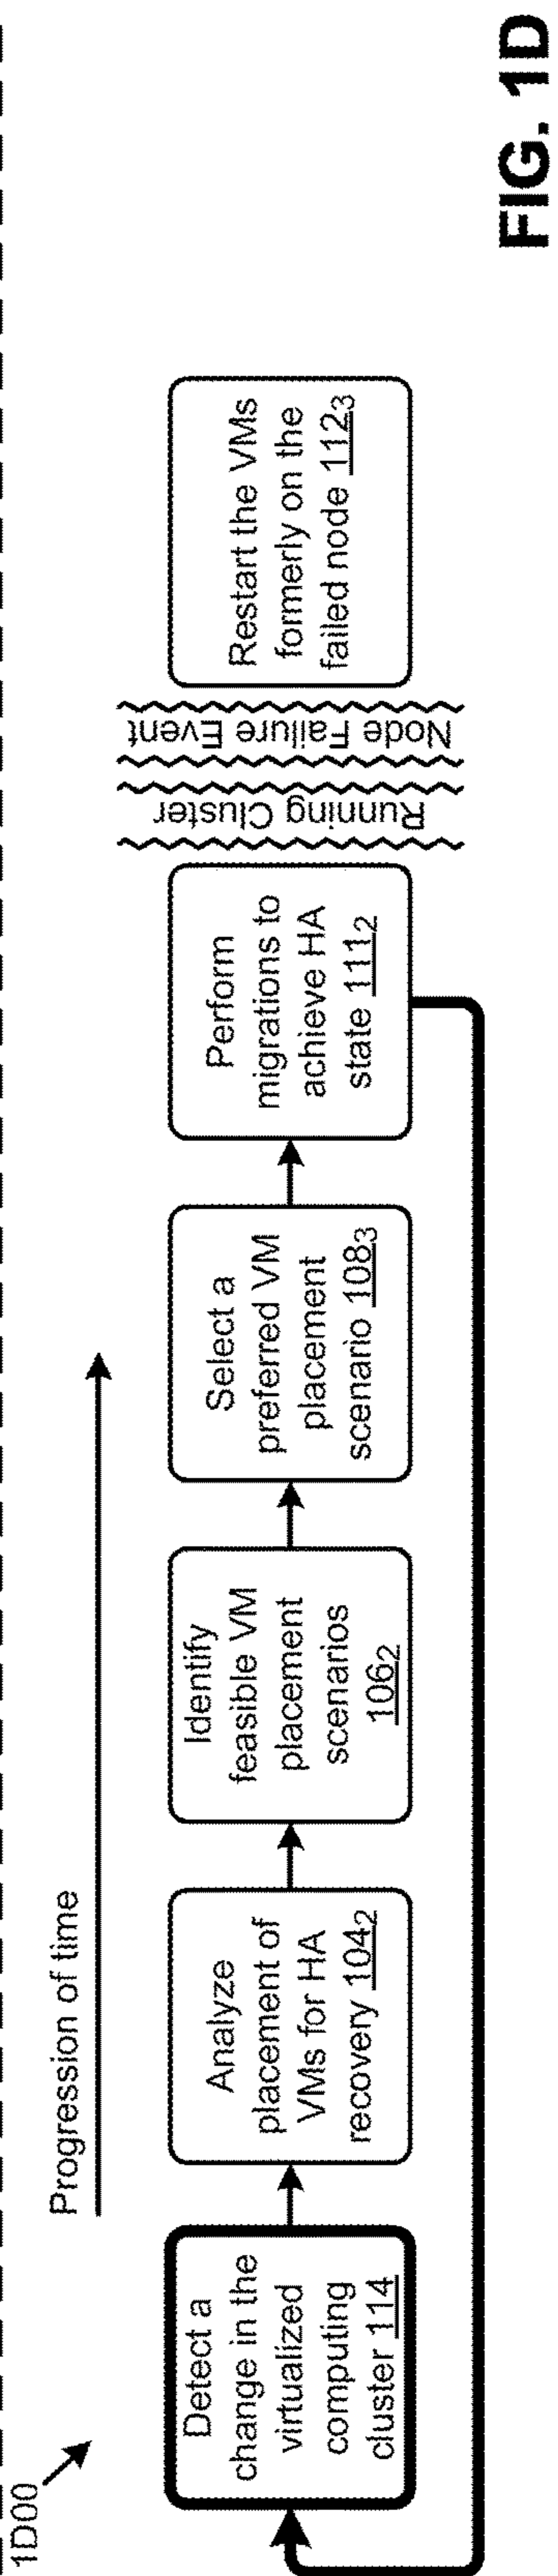 1D00
Progression of time
Detect a
change in the
virtualized
computing
cluster 114
Analyze
placement of
VMs for HA
recovery 104₂
Identify
feasible VM
placement
scenarios
106₂
Select a
preferred VM
placement
scenario 108₃
Perform
migrations to
achieve HA
state 111₂
Running Cluster
Node Failure Event
Restart the VMs
formerly on the
failed node 112₃
FIG. 1D